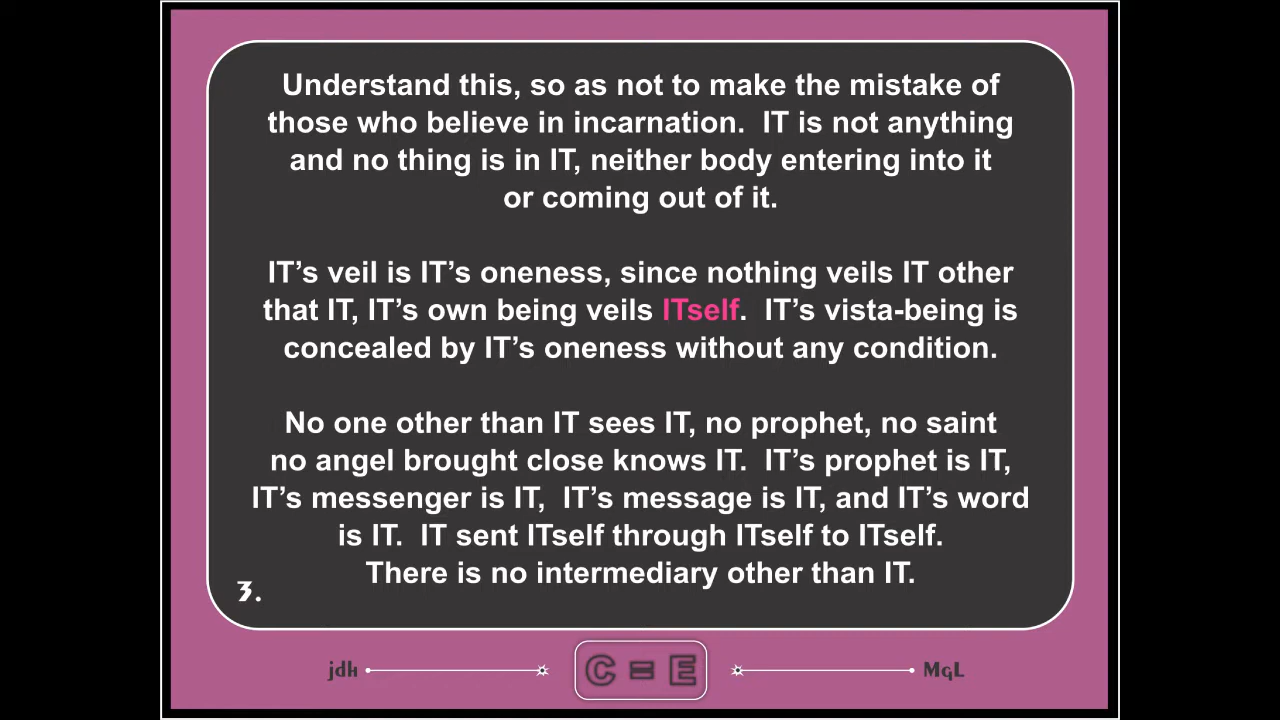 Understand this, so as not to make the mistake of
those who believe in incarnation.  IT is not anything
and no thing is in IT, neither body entering into it
or coming out of it.
IT’s veil is IT’s oneness, since nothing veils IT other
that IT, IT’s own being veils ITself.  IT’s vista-being is
concealed by IT’s oneness without any condition.
No one other than IT sees IT, no prophet, no saint
no angel brought close knows IT.  IT’s prophet is IT,
IT’s messenger is IT,  IT’s message is IT, and IT’s word
is IT.  IT sent ITself through ITself to ITself.
There is no intermediary other than IT.
3.
jdh
C = E
MgL